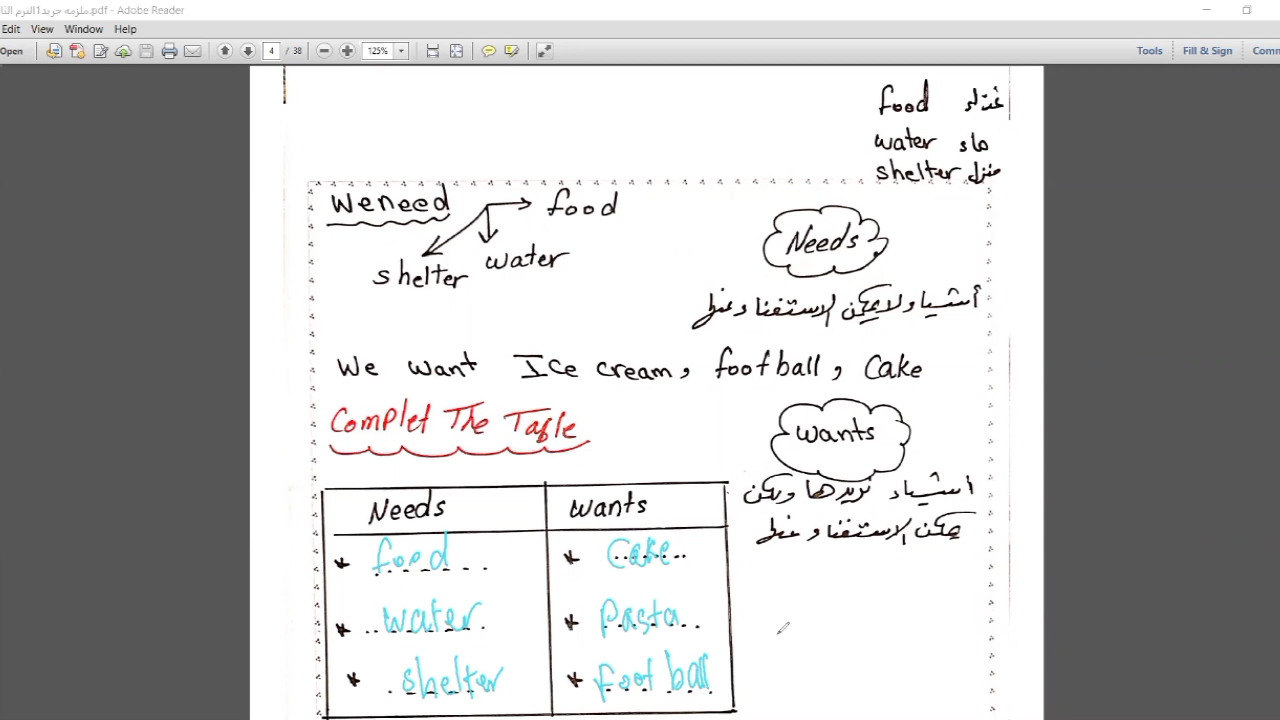 ملزمه جريد1الترم الثا.pdf - Adobe Reader
Edit View Window Help
Open 4 / 38 125% Tools Fill & Sign Comm
food غذاء
water ماء
shelter منزل
We need food
shelter water
Needs
أشياء لا يمكن الاستغناء عنها
We want Ice cream, football, Cake
Complet The Table
Wants
أشياء نريدها ولكن
يمكن الاستغناء عنها
Needs Wants
* food * Cake
* water * Pasta
* shelter * foot ball